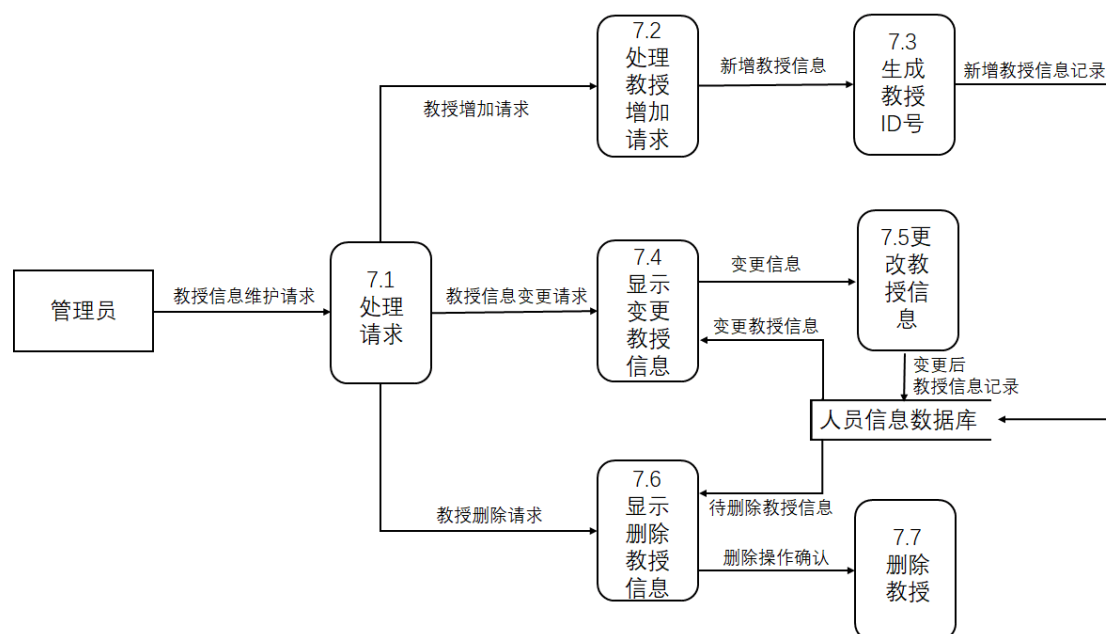 7.2
处理
教授
增加
请求
新增教授信息
7.3
生成
教授
ID号
新增教授信息记录
教授增加请求
管理员
教授信息维护请求
7.1
处理
请求
教授信息变更请求
7.4
显示
变更
教授
信息
变更信息
7.5更
改教
授信
息
变更教授信息
变更后
教授信息记录
人员信息数据库
教授删除请求
7.6
显示
删除
教授
信息
待删除教授信息
删除操作确认
7.7
删除
教授